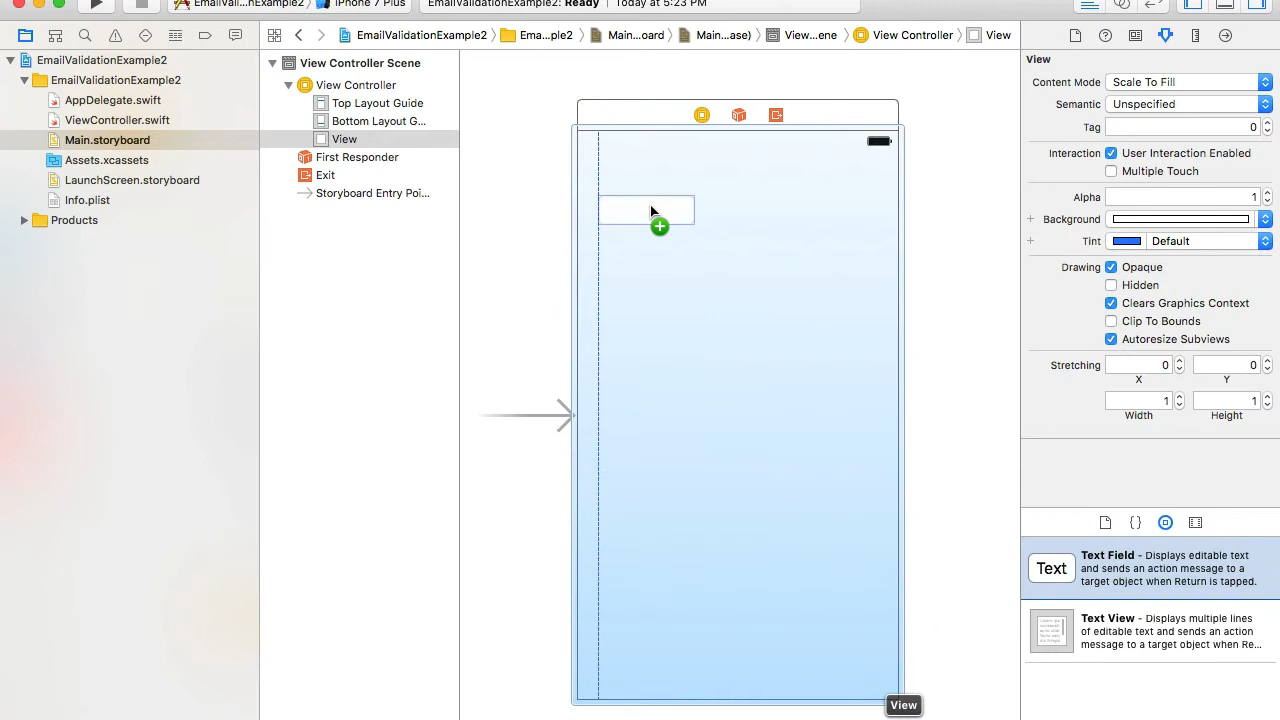 EmailVali...nExample2
iPhone 7 Plus
EmailValidationExample2: Ready
Today at 5:23 PM
EmailValidationExample2
Ema...ple2
Main....oard
Main...ase)
View...ene
View Controller
View
EmailValidationExample2
EmailValidationExample2
AppDelegate.swift
ViewController.swift
Main.storyboard
Assets.xcassets
LaunchScreen.storyboard
Info.plist
Products
View Controller Scene
View Controller
Top Layout Guide
Bottom Layout G...
View
First Responder
Exit
Storyboard Entry Poi...
View
View
Content Mode Scale To Fill
Semantic Unspecified
Tag 0
Interaction User Interaction Enabled
Multiple Touch
Alpha 1
Background
Tint Default
Drawing Opaque
Hidden
Clears Graphics Context
Clip To Bounds
Autoresize Subviews
Stretching 0 0
X Y
1 1
Width Height
Text
Text Field - Displays editable text
and sends an action message to a
target object when Return is tapped.
Text View - Displays multiple lines
of editable text and sends an action
message to a target object when Re...